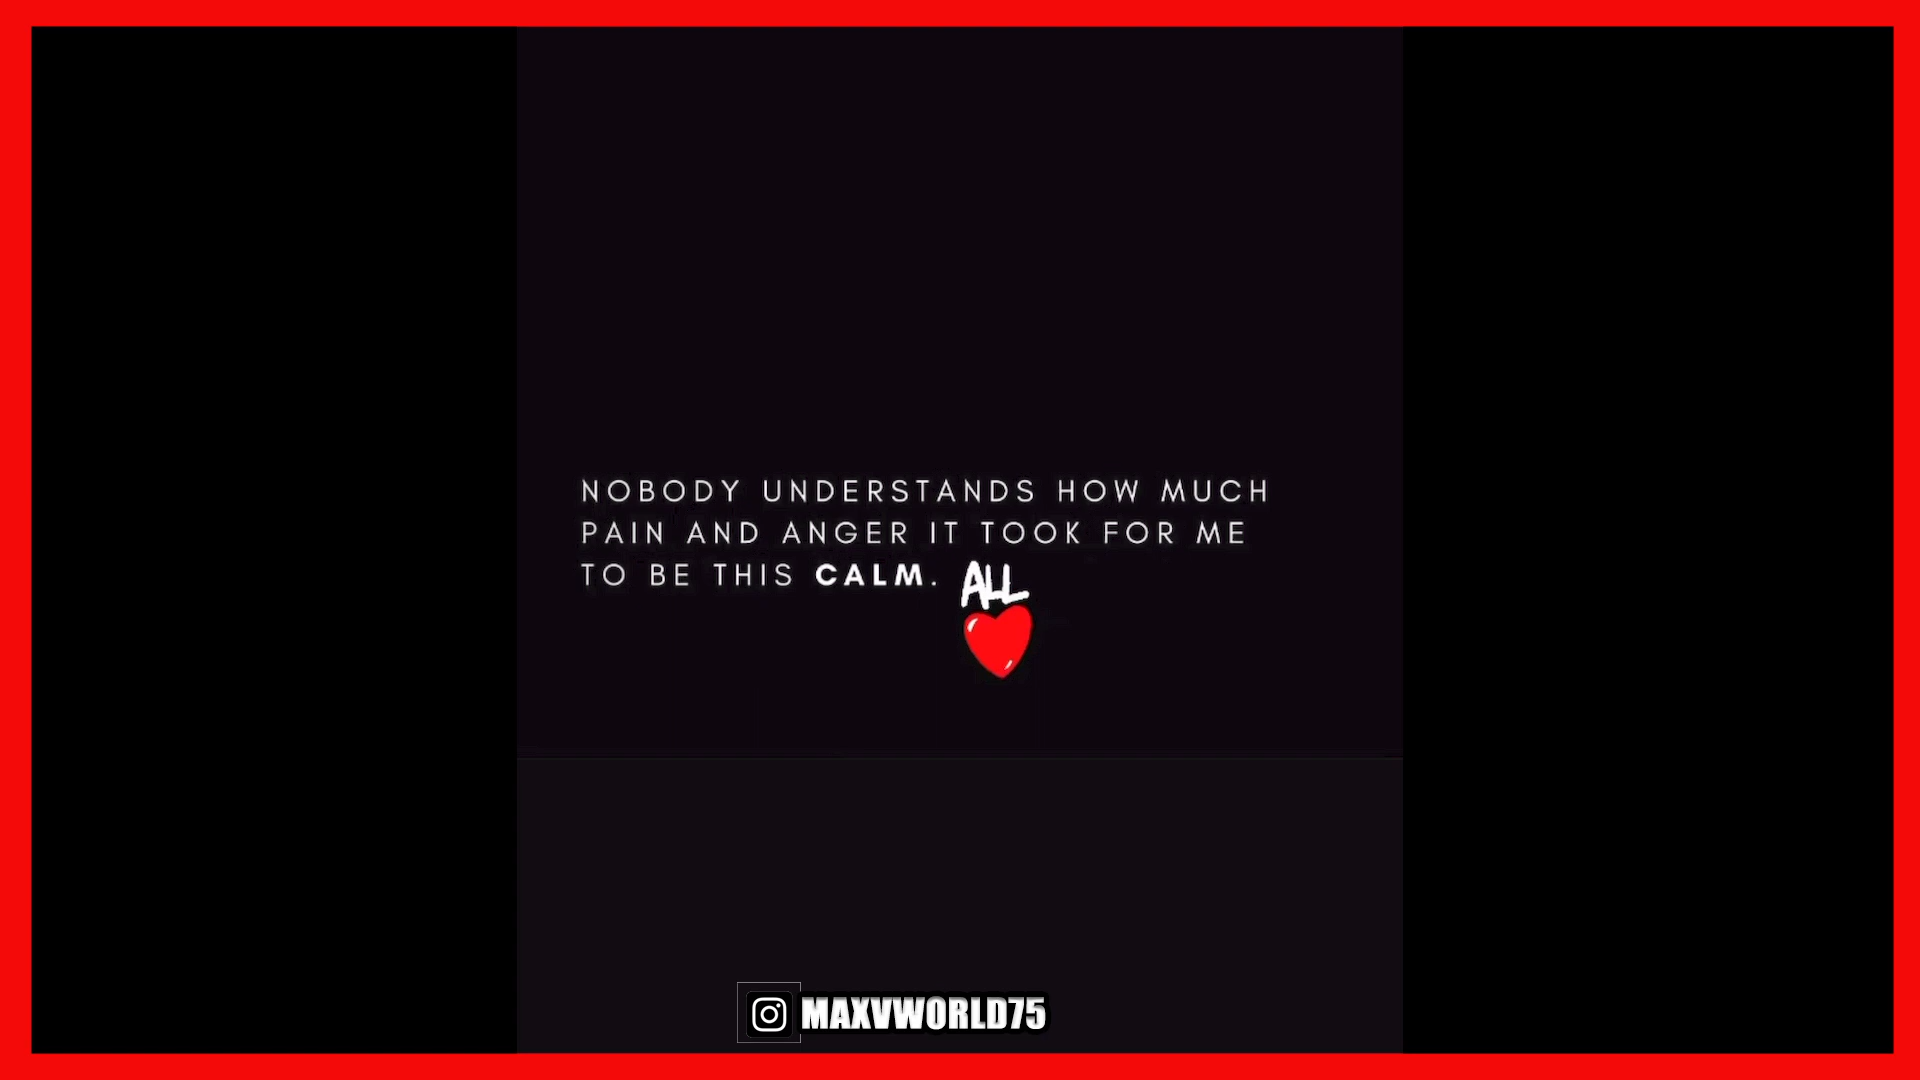 NOBODY UNDERSTANDS HOW MUCH
PAIN AND ANGER IT TOOK FOR ME
TO BE THIS CALM.
ALL
MAXVWORLD75